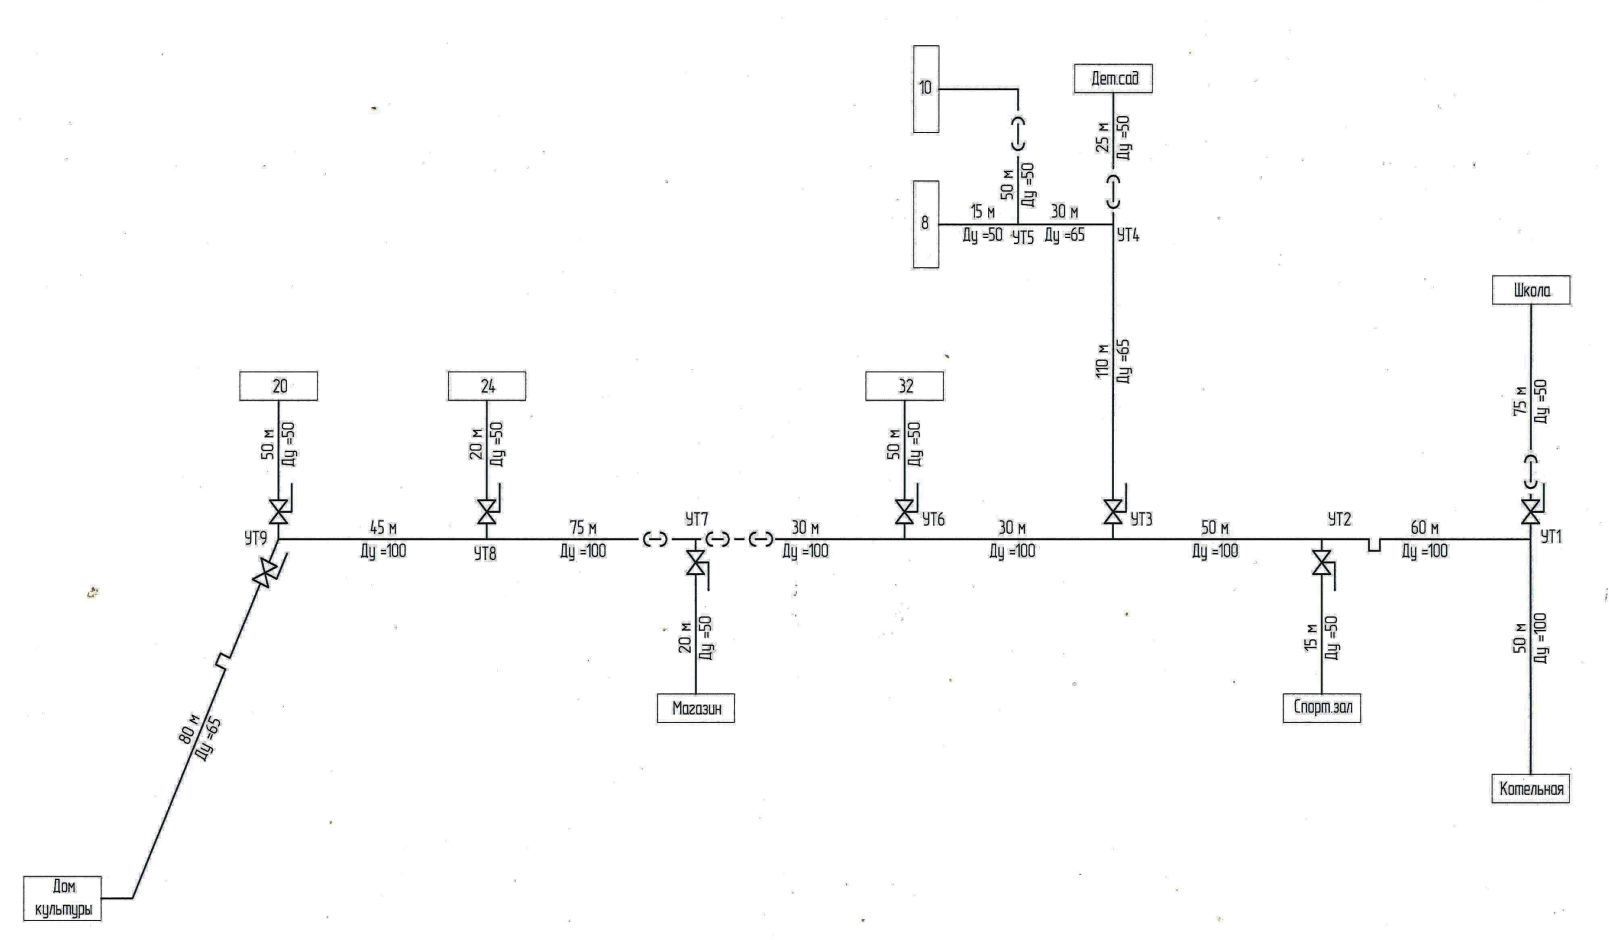 10
Дет.сад
25 м
Ду =50
50 м
Ду =50
8
15 м
Ду =50
УТ5
30 м
Ду =65
УТ4
110 м
Ду =65
Школа
75 м
Ду =50
20
50 м
Ду =50
24
20 м
Ду =50
32
50 м
Ду =50
УТ9
45 м
Ду =100
УТ8
75 м
Ду =100
УТ7
30 м
Ду =100
УТ6
30 м
Ду =100
УТ3
50 м
Ду =100
УТ2
60 м
Ду =100
УТ1
20 м
Ду =50
Магазин
15 м
Ду =50
Спорт.зал
50 м
Ду =100
Котельная
80 м
Ду =65
Дом
культуры